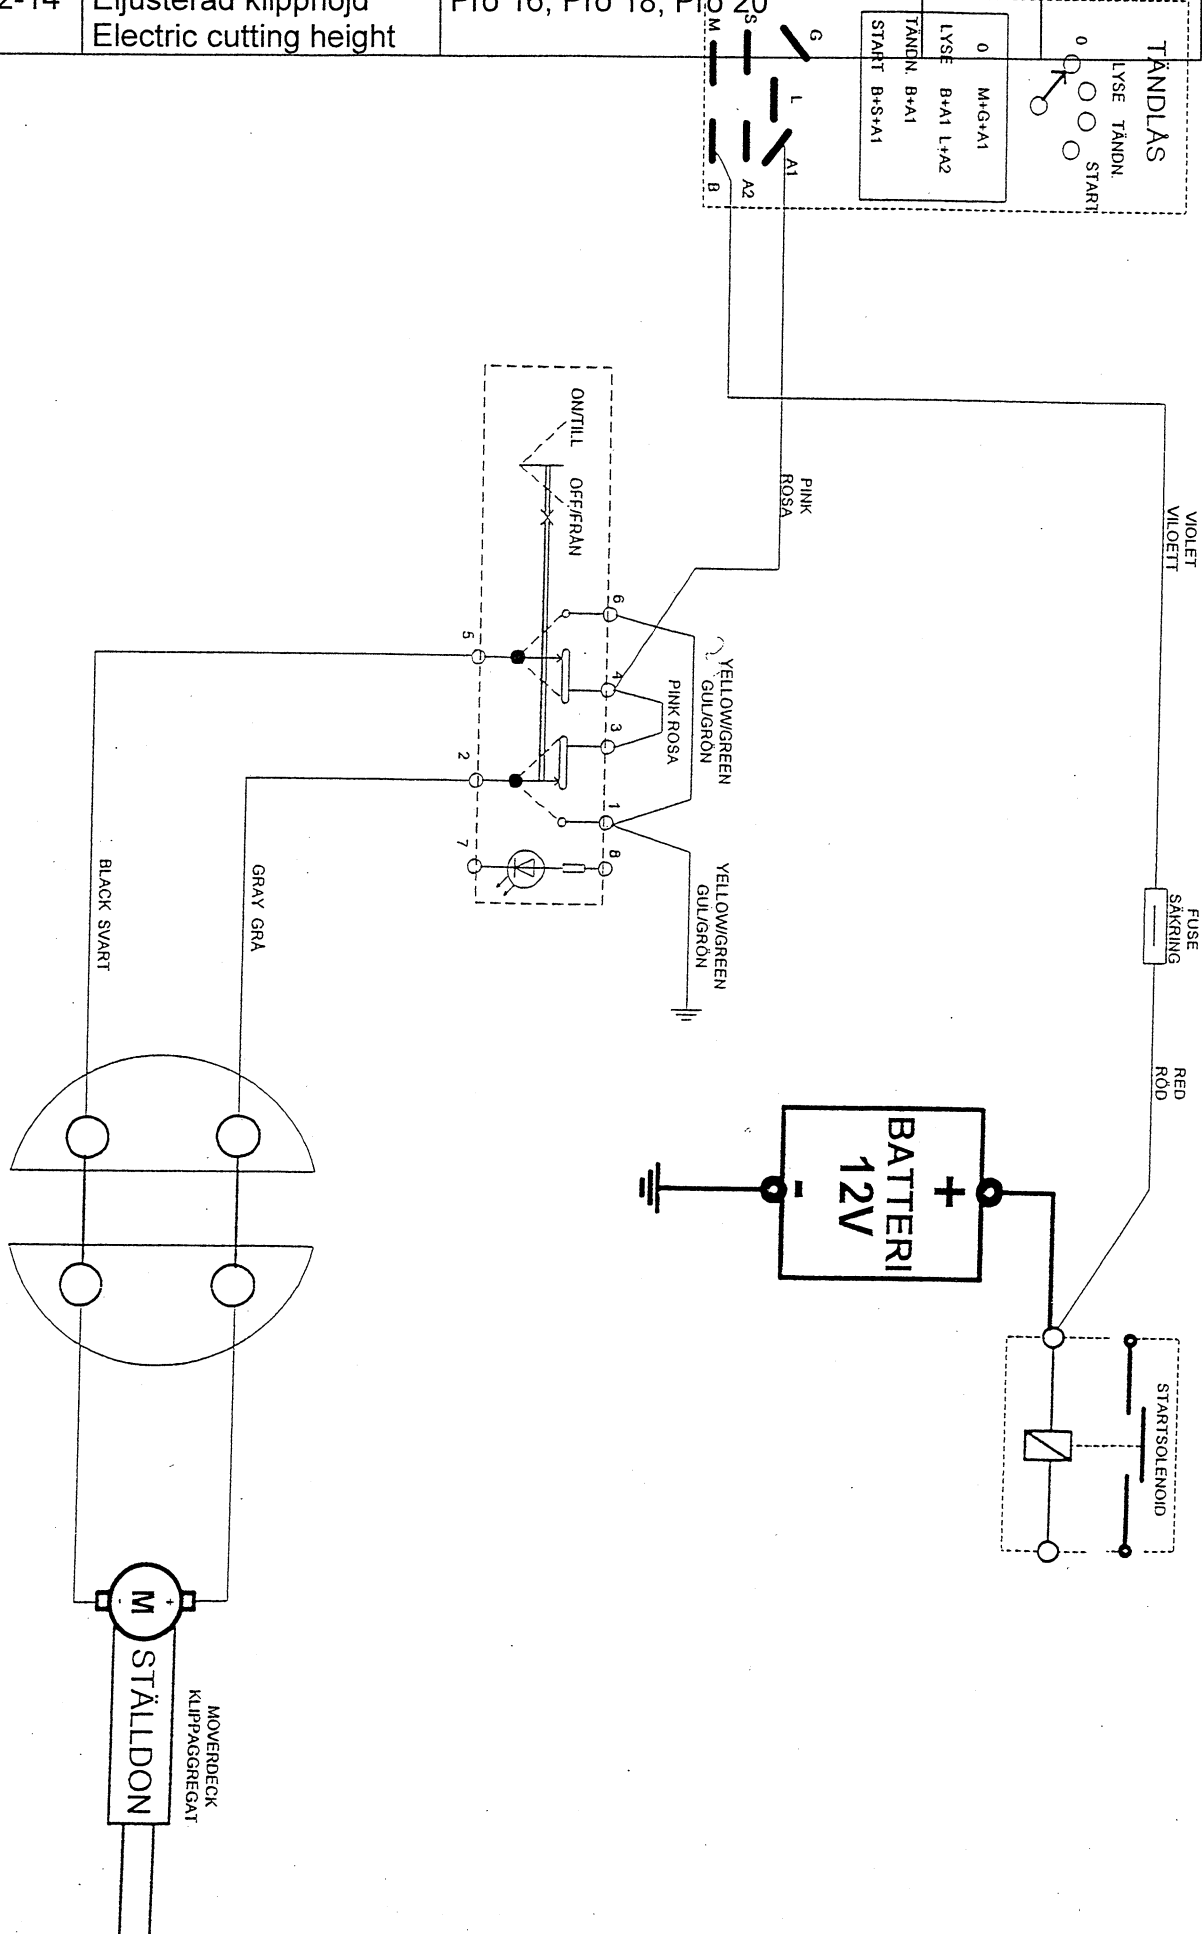 Eljusterad klipphöjd
Electric cutting height
Pro 16, Pro 18, Pro 20
TÄNDLÅS
LYSE TÄNDN.
0
START
0 M+G+A1
LYSE B+A1 L+A2
TÄNDN. B+A1
START B+S+A1
G
S
M
L
A1
A2
B
VIOLET
VILOETT
PINK
ROSA
ON/TILL
OFF/FRÅN
6
5
4
3
2
1
7
8
YELLOW/GREEN
GUL/GRÖN
PINK ROSA
YELLOW/GREEN
GUL/GRÖN
BLACK SVART
GRAY GRÅ
FUSE
SÄKRING
RED
RÖD
BATTERI
12V
+
-
STARTSOLENOID
M
+
-
STÄLLDON
MOVERDECK
KLIPPAGGREGAT